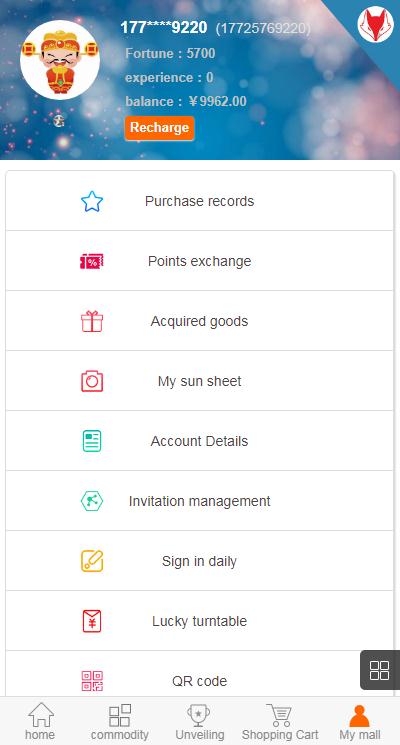 177****9220 (17725769220)
Fortune : 5700
experience : 0
balance : ￥9962.00
Recharge
Purchase records
Points exchange
Acquired goods
My sun sheet
Account Details
Invitation management
Sign in daily
Lucky turntable
QR code
home
commodity
Unveiling
Shopping Cart
My mall